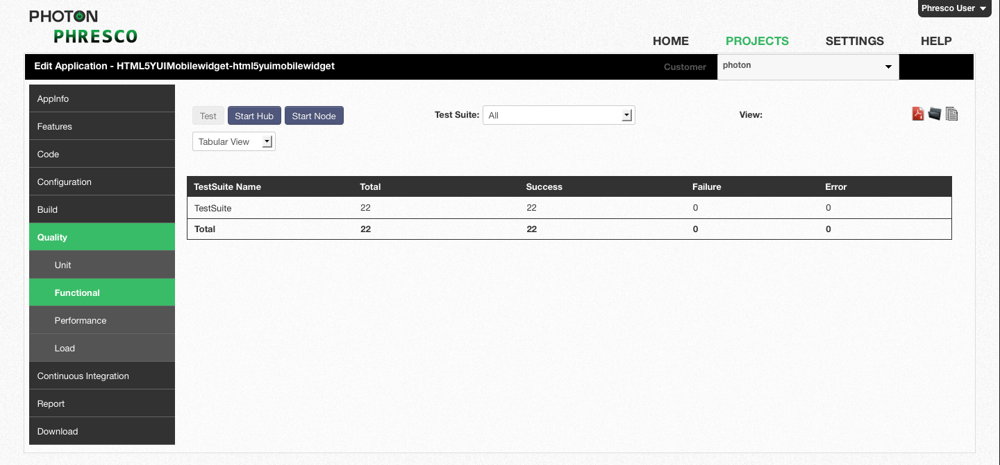 PHOTON
PHRESCO
Phresco User
HOME PROJECTS SETTINGS HELP
Edit Application - HTML5YUIMobilewidget-html5yuimobilewidget
Customer photon
AppInfo
Features
Code
Configuration
Build
Quality
Unit
Functional
Performance
Load
Continuous Integration
Report
Download
Test Start Hub Start Node Test Suite: All View:
Tabular View
TestSuite Name Total Success Failure Error
TestSuite 22 22 0 0
Total 22 22 0 0